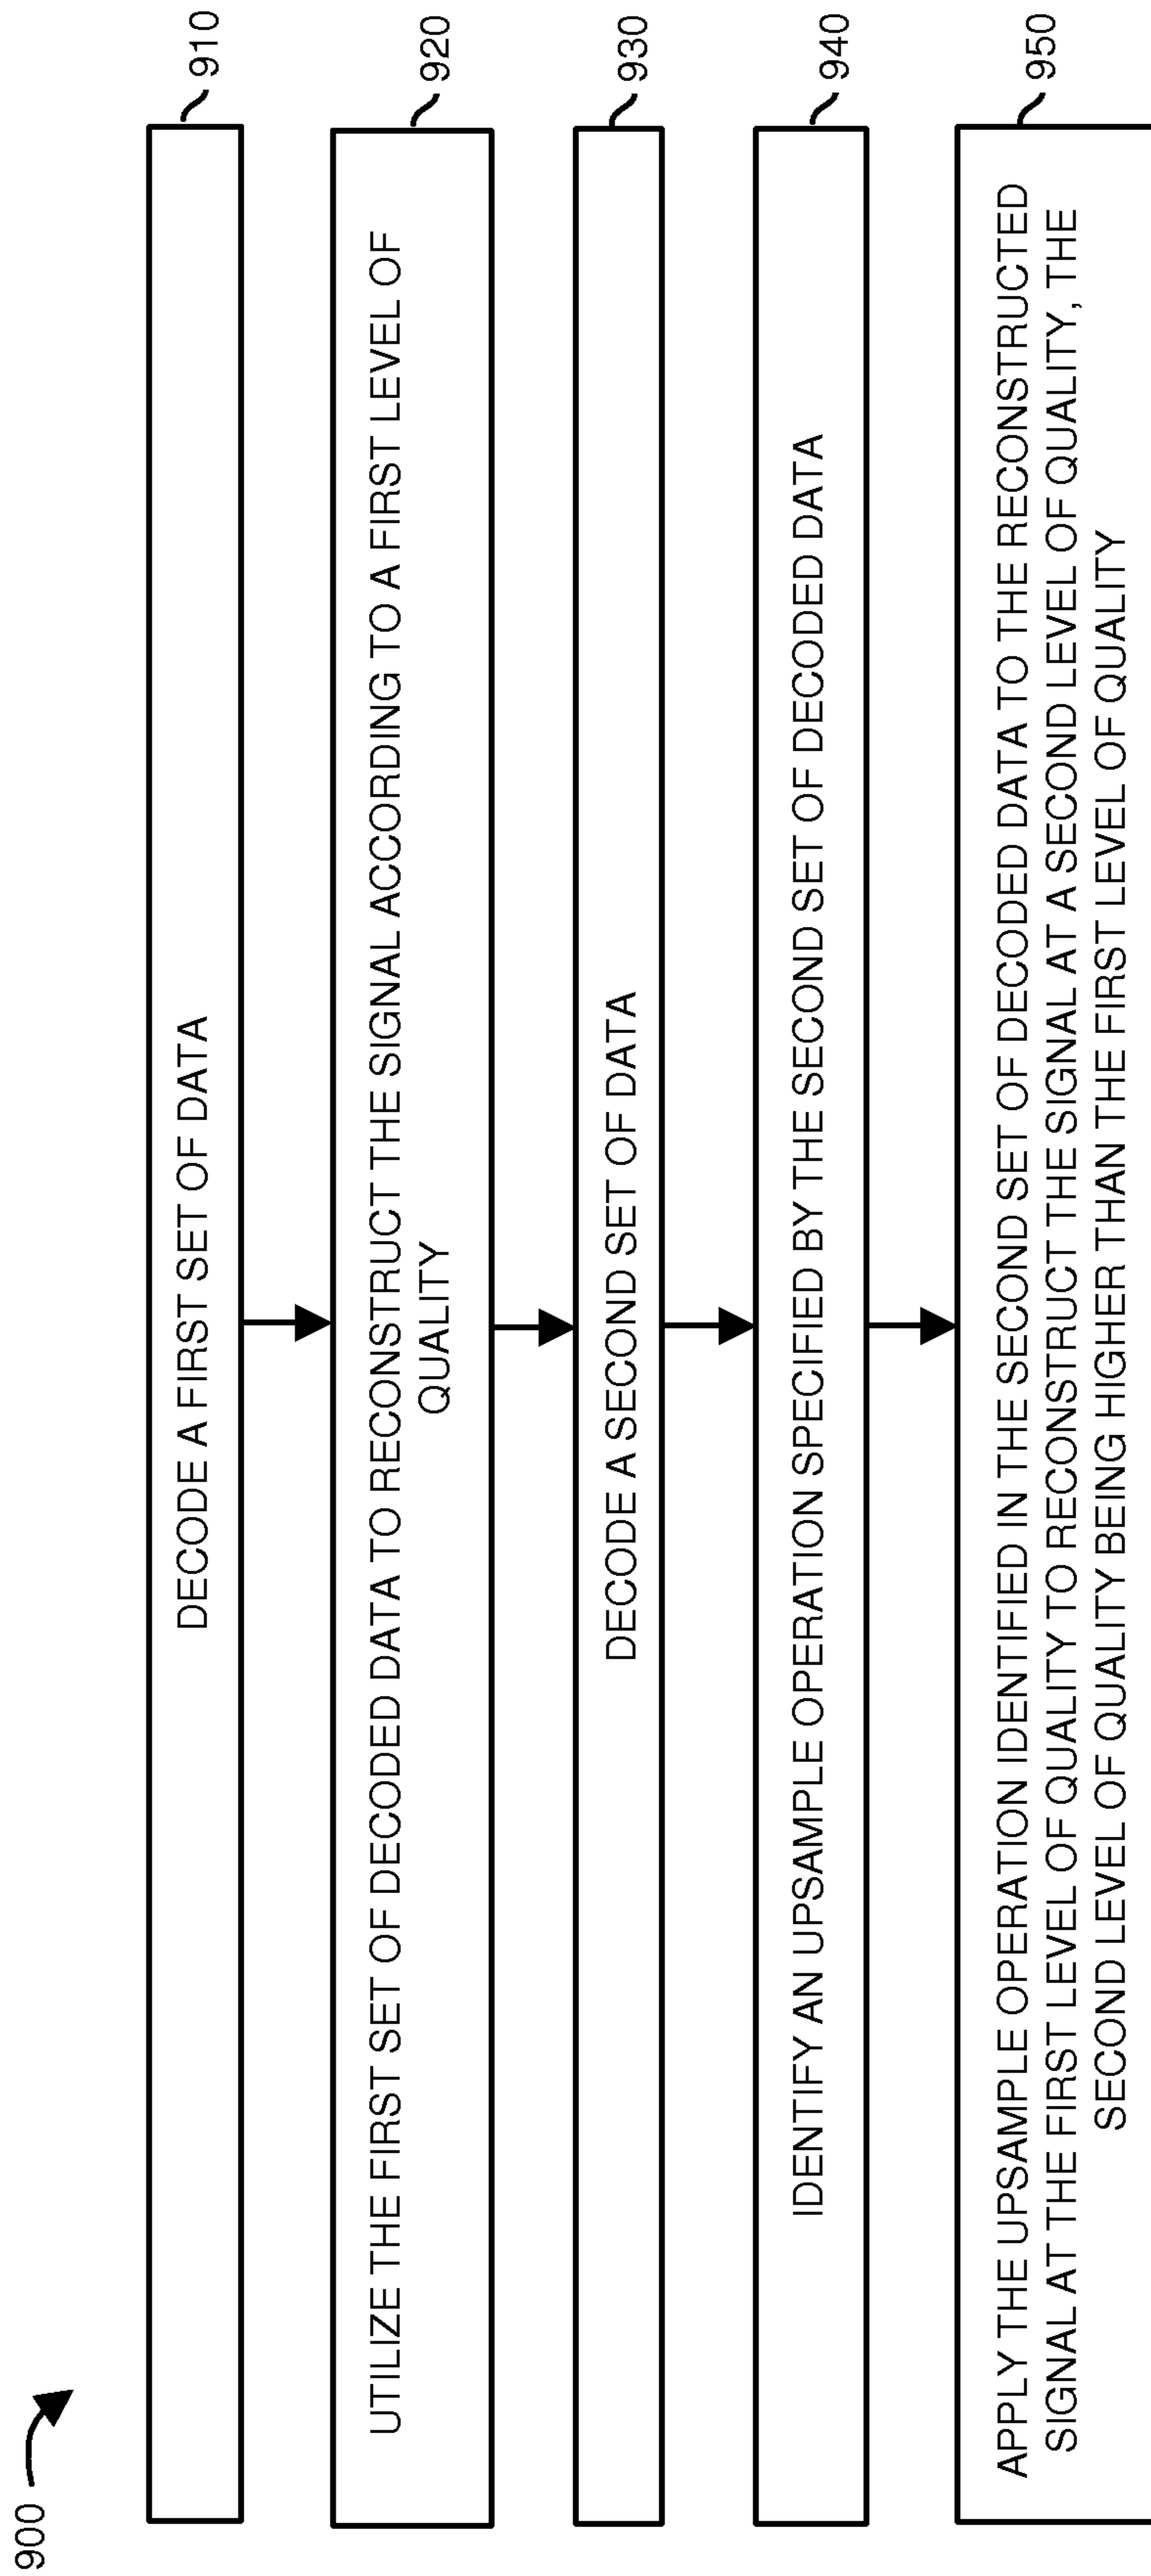 900
DECODE A FIRST SET OF DATA
910
UTILIZE THE FIRST SET OF DECODED DATA TO RECONSTRUCT THE SIGNAL ACCORDING TO A FIRST LEVEL OF
QUALITY
920
DECODE A SECOND SET OF DATA
930
IDENTIFY AN UPSAMPLE OPERATION SPECIFIED BY THE SECOND SET OF DECODED DATA
940
APPLY THE UPSAMPLE OPERATION IDENTIFIED IN THE SECOND SET OF DECODED DATA TO THE RECONSTRUCTED
SIGNAL AT THE FIRST LEVEL OF QUALITY TO RECONSTRUCT THE SIGNAL AT A SECOND LEVEL OF QUALITY, THE
SECOND LEVEL OF QUALITY BEING HIGHER THAN THE FIRST LEVEL OF QUALITY
950